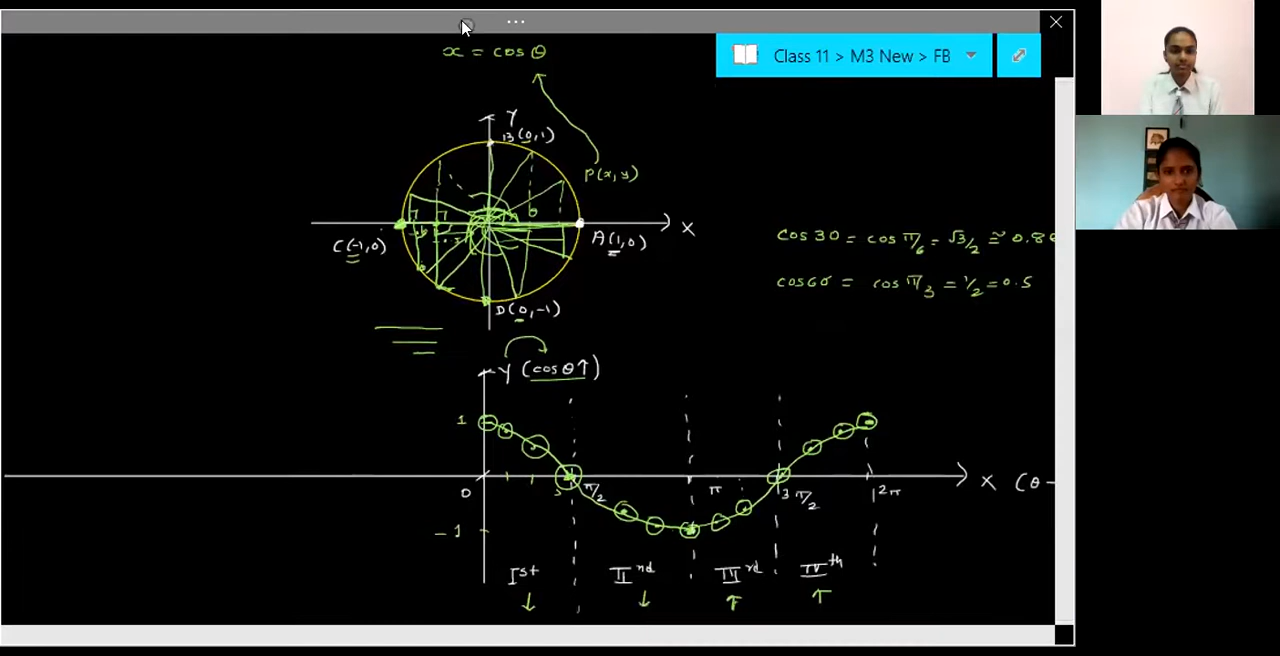 x = cos θ
Class 11 > M3 New > FB
Y
B (0,1)
P(x, y)
θ
X
C(-1,0)
A(1,0)
D(0,-1)
cos 30 = cos π/6 = √3/2 ≅ 0.86
cos 60 = cos π/3 = 1/2 = 0.5
Y (cosθ↑)
1
0
π/2
π
3π/2
2π
X (θ
-1
Ist
IInd
IIIrd
IVth
↓
↓
↑
↑